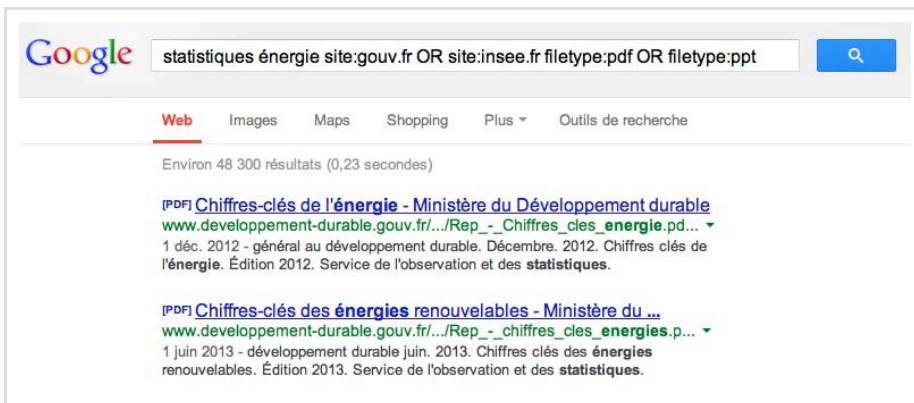 Google statistiques énergie site:gouv.fr OR site:insee.fr filetype:pdf OR filetype:ppt
Web Images Maps Shopping Plus Outils de recherche
Environ 48 300 résultats (0,23 secondes)
[PDF] Chiffres-clés de l'énergie - Ministère du Développement durable
www.developpement-durable.gouv.fr/.../Rep_-_Chiffres_cles_energie.pd...
1 déc. 2012 - général au développement durable. Décembre. 2012. Chiffres clés de
l'énergie. Édition 2012. Service de l'observation et des statistiques.
[PDF] Chiffres-clés des énergies renouvelables - Ministère du ...
www.developpement-durable.gouv.fr/.../Rep_-_chiffres_cles_energies.p...
1 juin 2013 - développement durable juin. 2013. Chiffres clés des énergies
renouvelables. Édition 2013. Service de l'observation et des statistiques.